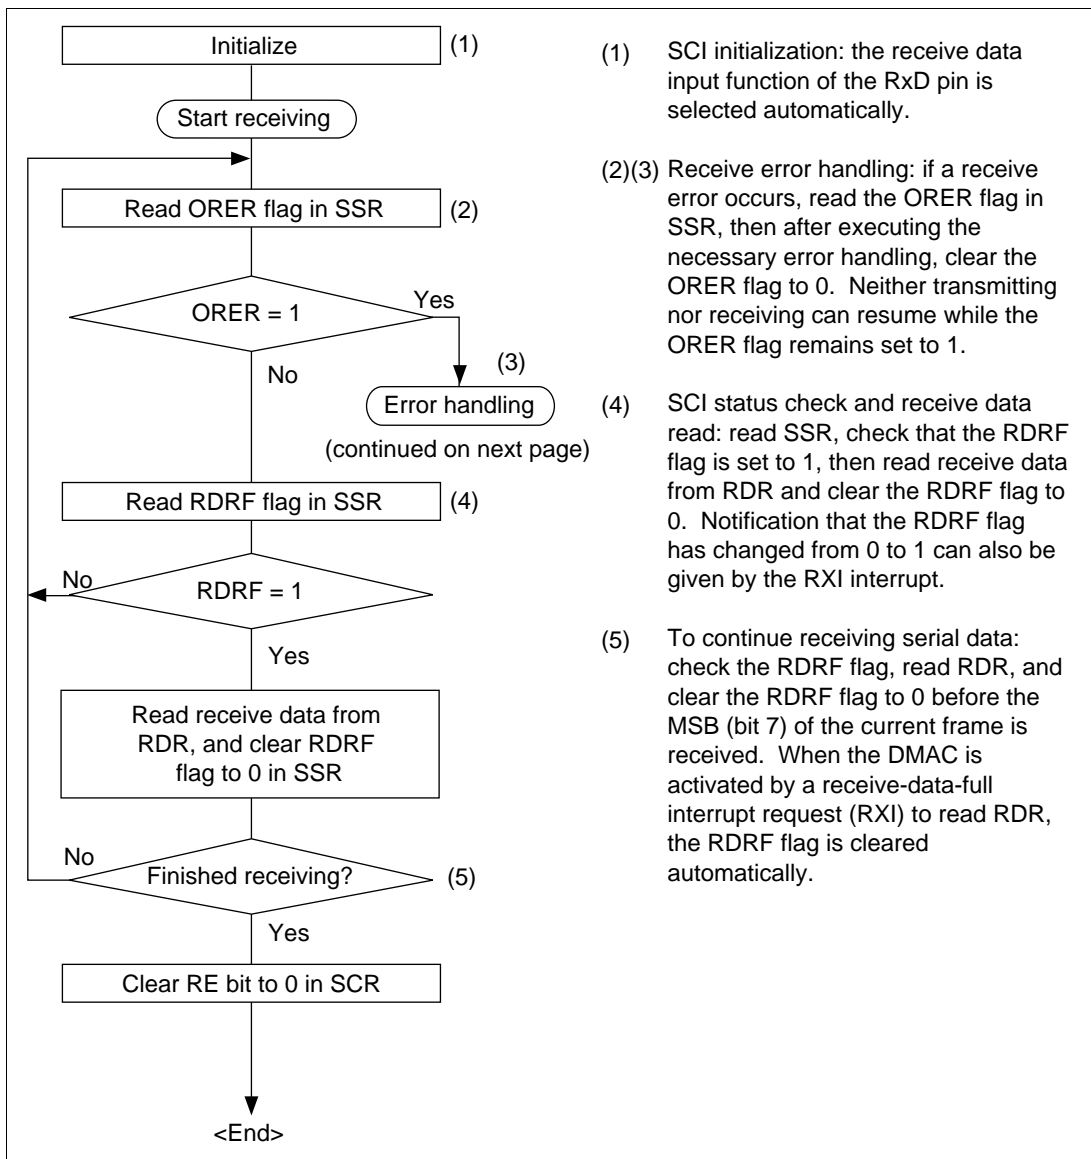 Initialize (1)
Start receiving
Read ORER flag in SSR (2)
ORER = 1
Yes
No
(3)
Error handling
(continued on next page)
Read RDRF flag in SSR (4)
No
RDRF = 1
Yes
Read receive data from
RDR, and clear RDRF
flag to 0 in SSR
No
Finished receiving? (5)
Yes
Clear RE bit to 0 in SCR
<End>
(1) SCI initialization: the receive data
input function of the RxD pin is
selected automatically.
(2)(3) Receive error handling: if a receive
error occurs, read the ORER flag in
SSR, then after executing the
necessary error handling, clear the
ORER flag to 0. Neither transmitting
nor receiving can resume while the
ORER flag remains set to 1.
(4) SCI status check and receive data
read: read SSR, check that the RDRF
flag is set to 1, then read receive data
from RDR and clear the RDRF flag to
0. Notification that the RDRF flag
has changed from 0 to 1 can also be
given by the RXI interrupt.
(5) To continue receiving serial data:
check the RDRF flag, read RDR, and
clear the RDRF flag to 0 before the
MSB (bit 7) of the current frame is
received. When the DMAC is
activated by a receive-data-full
interrupt request (RXI) to read RDR,
the RDRF flag is cleared
automatically.